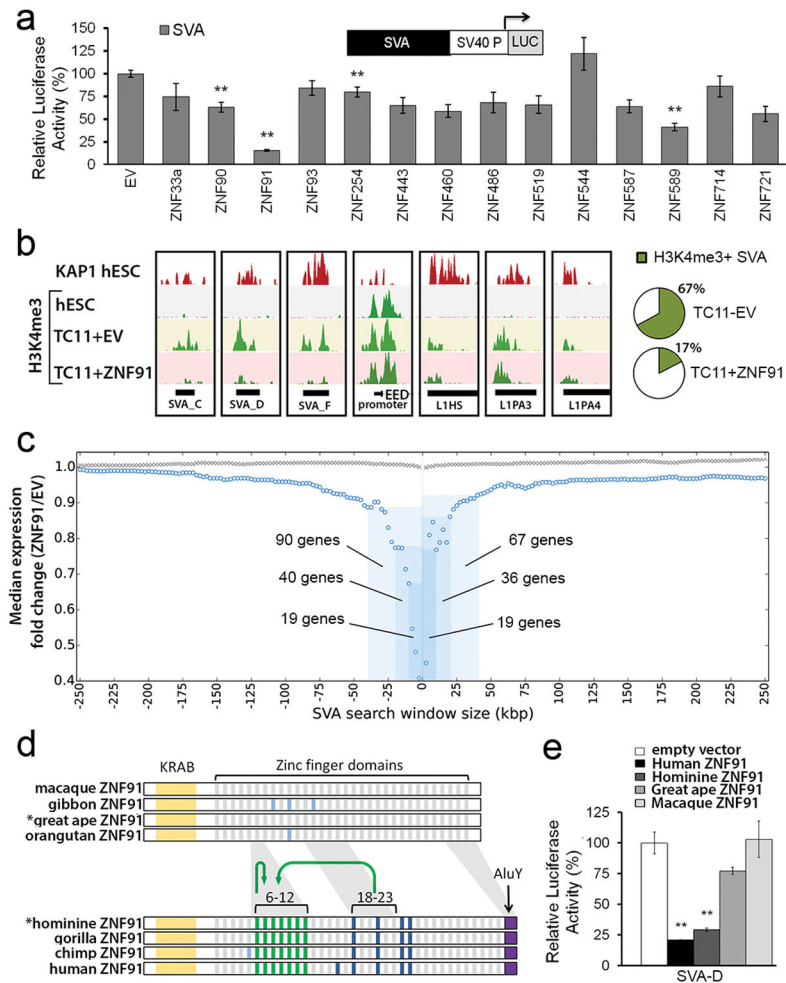 a
SVA
SVA SV40 P LUC
Relative Luciferase
Activity (%)
150
125
100
75
50
25
0
**
**
**
**
EV
ZNF33a
ZNF90
ZNF91
ZNF93
ZNF254
ZNF443
ZNF460
ZNF486
ZNF519
ZNF544
ZNF587
ZNF589
ZNF714
ZNF721
b
KAP1 hESC
H3K4me3
hESC
TC11+EV
TC11+ZNF91
SVA_C
SVA_D
SVA_F
EED
promoter
L1HS
L1PA3
L1PA4
H3K4me3+ SVA
67%
TC11-EV
17%
TC11+ZNF91
c
Median expression
fold change (ZNF91/EV)
1.0
0.9
0.8
0.7
0.6
0.5
0.4
90 genes
67 genes
40 genes
36 genes
19 genes
19 genes
-250
-225
-200
-175
-150
-125
-100
-75
-50
-25
0
25
50
75
100
125
150
175
200
225
250
SVA search window size (kbp)
d
KRAB
Zinc finger domains
macaque ZNF91
gibbon ZNF91
*great ape ZNF91
orangutan ZNF91
6-12
18-23
AluY
*hominine ZNF91
gorilla ZNF91
chimp ZNF91
human ZNF91
e
empty vector
Human ZNF91
Hominine ZNF91
Great ape ZNF91
Macaque ZNF91
Relative Luciferase
Activity (%)
125
100
75
50
25
0
**
**
SVA-D